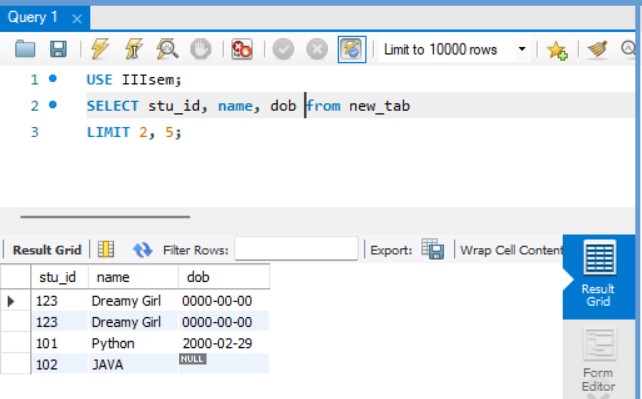 Query 1
Limit to 10000 rows
1 USE IIIsem;
2 SELECT stu_id, name, dob from new_tab
3 LIMIT 2, 5;
Result Grid Filter Rows: Export: Wrap Cell Content
stu_id name dob
123 Dreamy Girl 0000-00-00
123 Dreamy Girl 0000-00-00
101 Python 2000-02-29
102 JAVA NULL
Result
Grid
Form
Editor